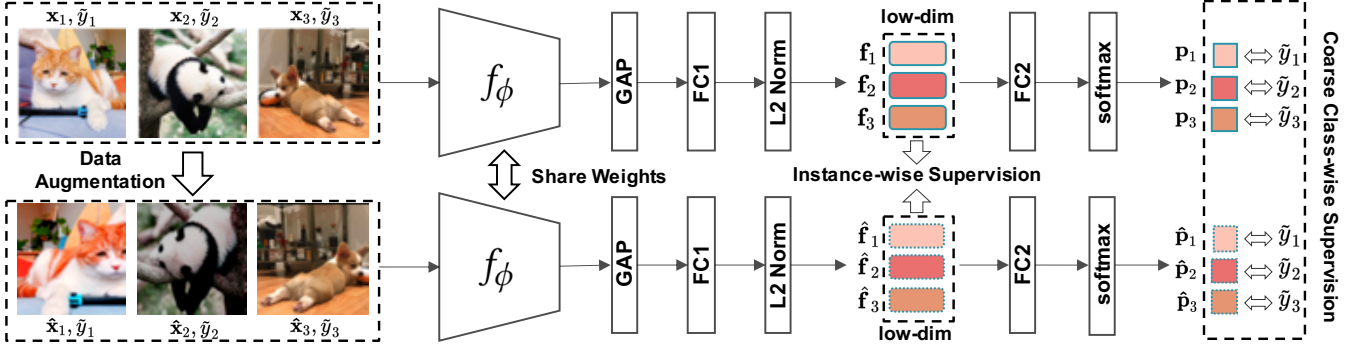 x₁, ỹ₁ x₂, ỹ₂ x₃, ỹ₃
f_ϕ
GAP
FC1
L2 Norm
low-dim
f₁
f₂
f₃
FC2
softmax
p₁ ⇔ ỹ₁
p₂ ⇔ ỹ₂
p₃ ⇔ ỹ₃
Coarse Class-wise Supervision
Data
Augmentation
Share Weights
Instance-wise Supervision
f_ϕ
GAP
FC1
L2 Norm
f̂₁
f̂₂
f̂₃
low-dim
FC2
softmax
p̂₁ ⇔ ỹ₁
p̂₂ ⇔ ỹ₂
p̂₃ ⇔ ỹ₃
x̂₁, ỹ₁ x̂₂, ỹ₂ x̂₃, ỹ₃